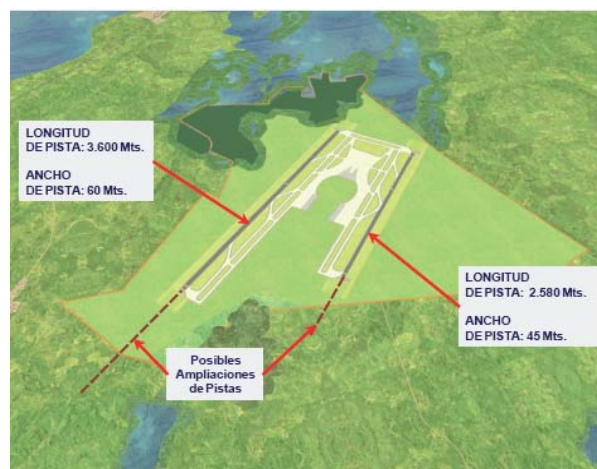 LONGITUD
DE PISTA: 3.600 Mts.
ANCHO
DE PISTA: 60 Mts.
LONGITUD
DE PISTA: 2.580 Mts.
ANCHO
DE PISTA: 45 Mts.
Posibles
Ampliaciones
de Pistas